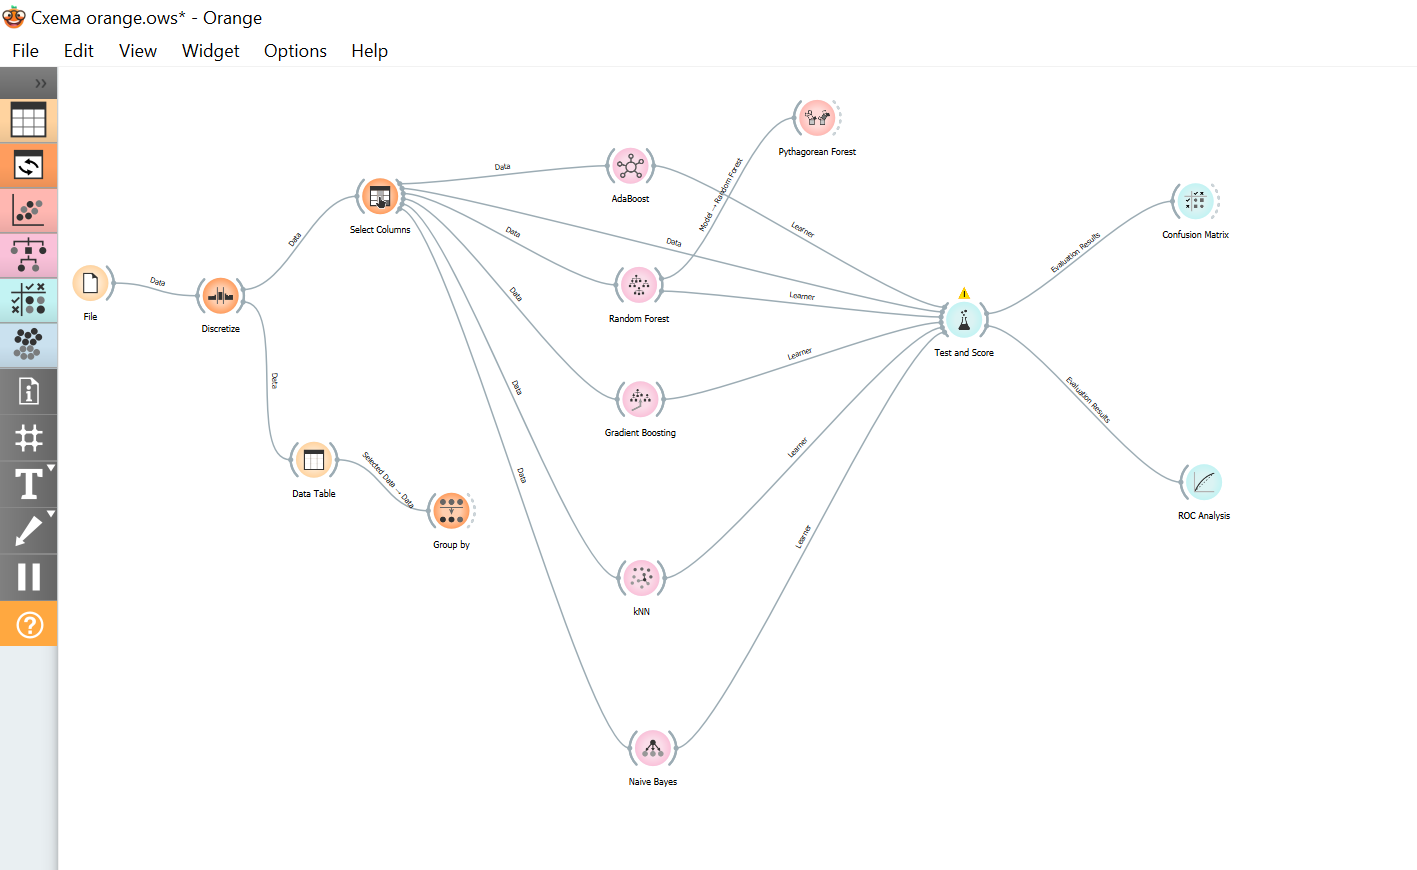 Схема orange.ows* - Orange
File Edit View Widget Options Help
Pythagorean Forest
Data
AdaBoost
Model → Random Forest
Select Columns
Data
Data
Data
Learner
Confusion Matrix
Evaluation Results
File
Data
Discretize
Data
Random Forest
Learner
Test and Score
Data
Data
Learner
Gradient Boosting
Evaluation Results
Data Table
Selected Data → Data
Group by
Data
Learner
ROC Analysis
Learner
kNN
Naive Bayes